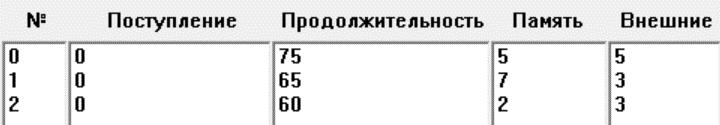 № Поступление Продолжительность Память Внешние
0 0 75 5 5
1 0 65 7 3
2 0 60 2 3